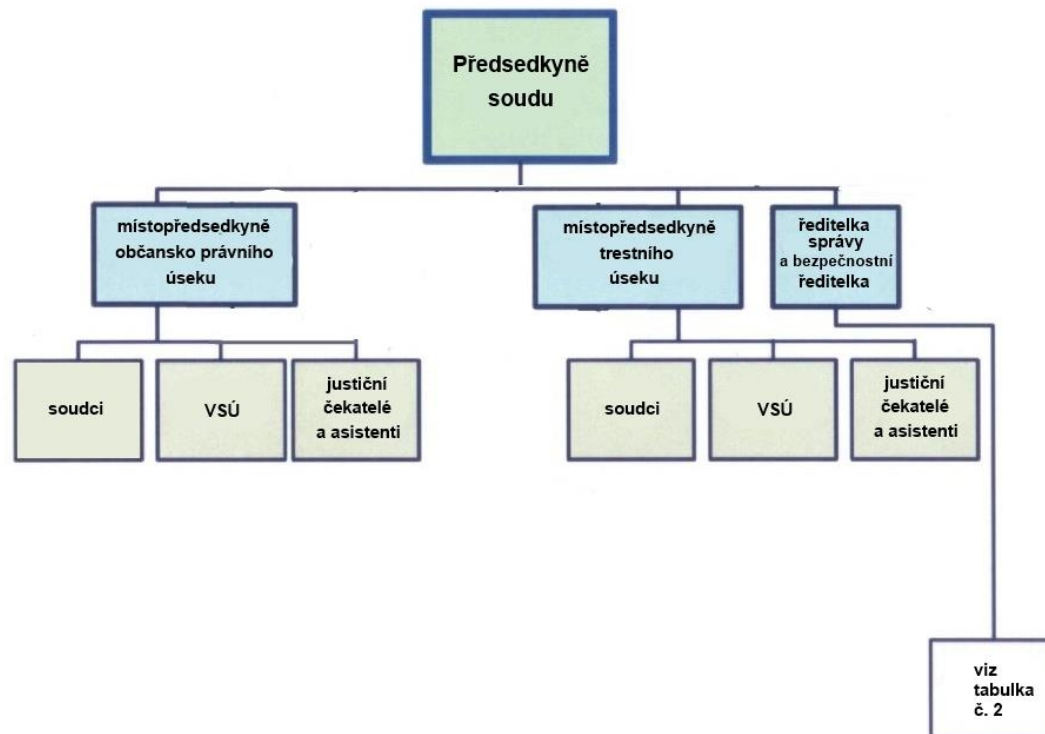 Předsedkyně
soudu
místopředsedkyně
občansko právního
úseku
místopředsedkyně
trestního
úseku
ředitelka
správy
a bezpečnostní
ředitelka
soudci
VSÚ
justiční
čekatelé
a asistenti
soudci
VSÚ
justiční
čekatelé
a asistenti
viz
tabulka
č. 2